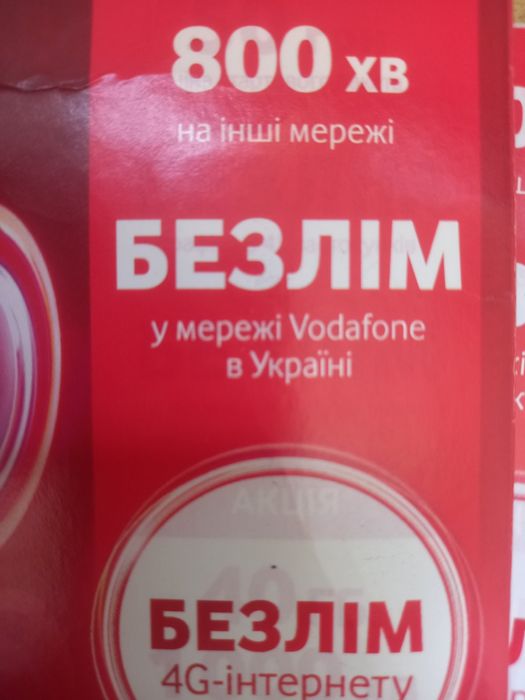 800 хв
на інші мережі
БЕЗЛІМ
у мережі Vodafone
в Україні
АКЦІЯ
БЕЗЛІМ
4G-інтернету